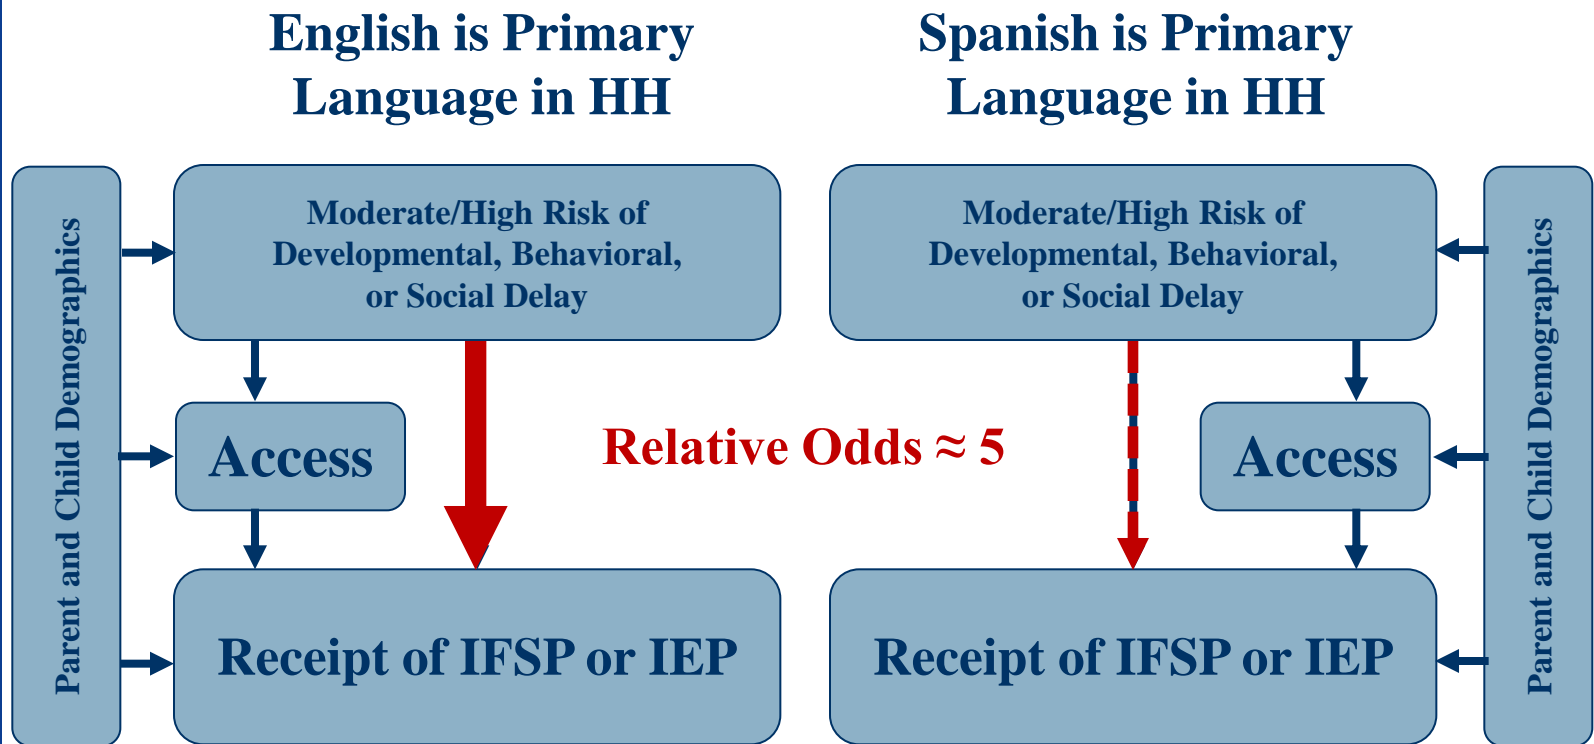 English is Primary
Language in HH
Spanish is Primary
Language in HH
Parent and Child Demographics
Moderate/High Risk of
Developmental, Behavioral,
or Social Delay
Access
Receipt of IFSP or IEP
Relative Odds ≈ 5
Moderate/High Risk of
Developmental, Behavioral,
or Social Delay
Access
Receipt of IFSP or IEP
Parent and Child Demographics